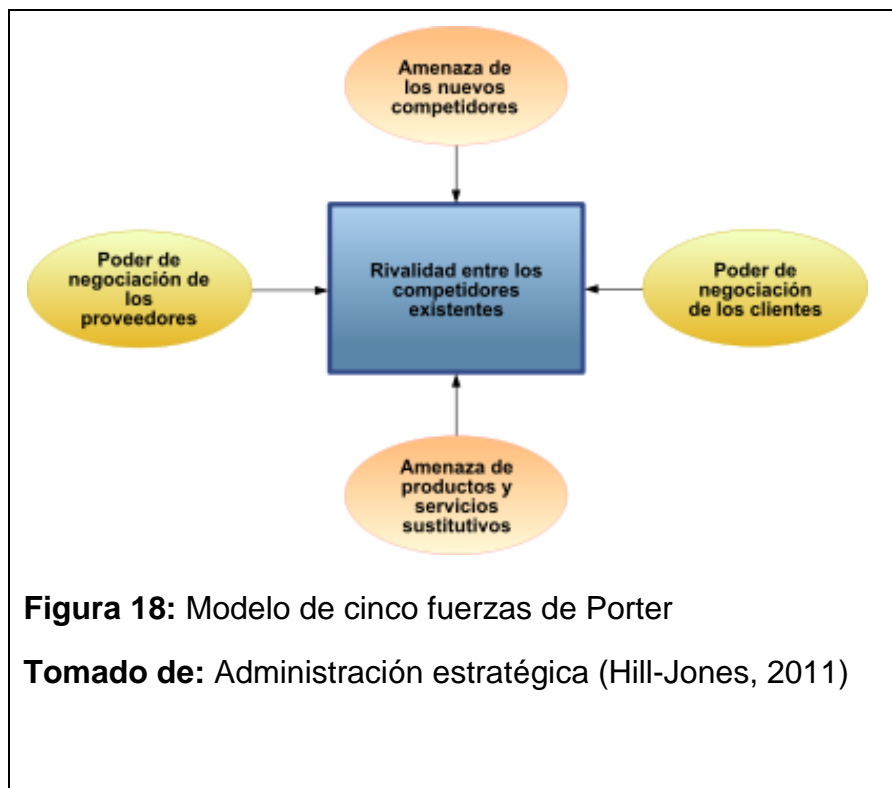 Amenaza de
los nuevos
competidores
Poder de
negociación de
los
proveedores
Rivalidad entre los
competidores
existentes
Poder de
negociación
de los clientes
Amenaza de
productos y
servicios
sustitutivos
Figura 18: Modelo de cinco fuerzas de Porter
Tomado de: Administración estratégica (Hill-Jones, 2011)